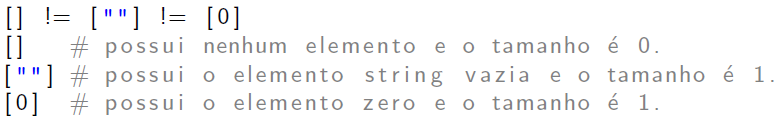 [] != [""] != [0]
[] # possui nenhum elemento e o tamanho é 0.
[""] # possui o elemento string vazia e o tamanho é 1.
[0] # possui o elemento zero e o tamanho é 1.